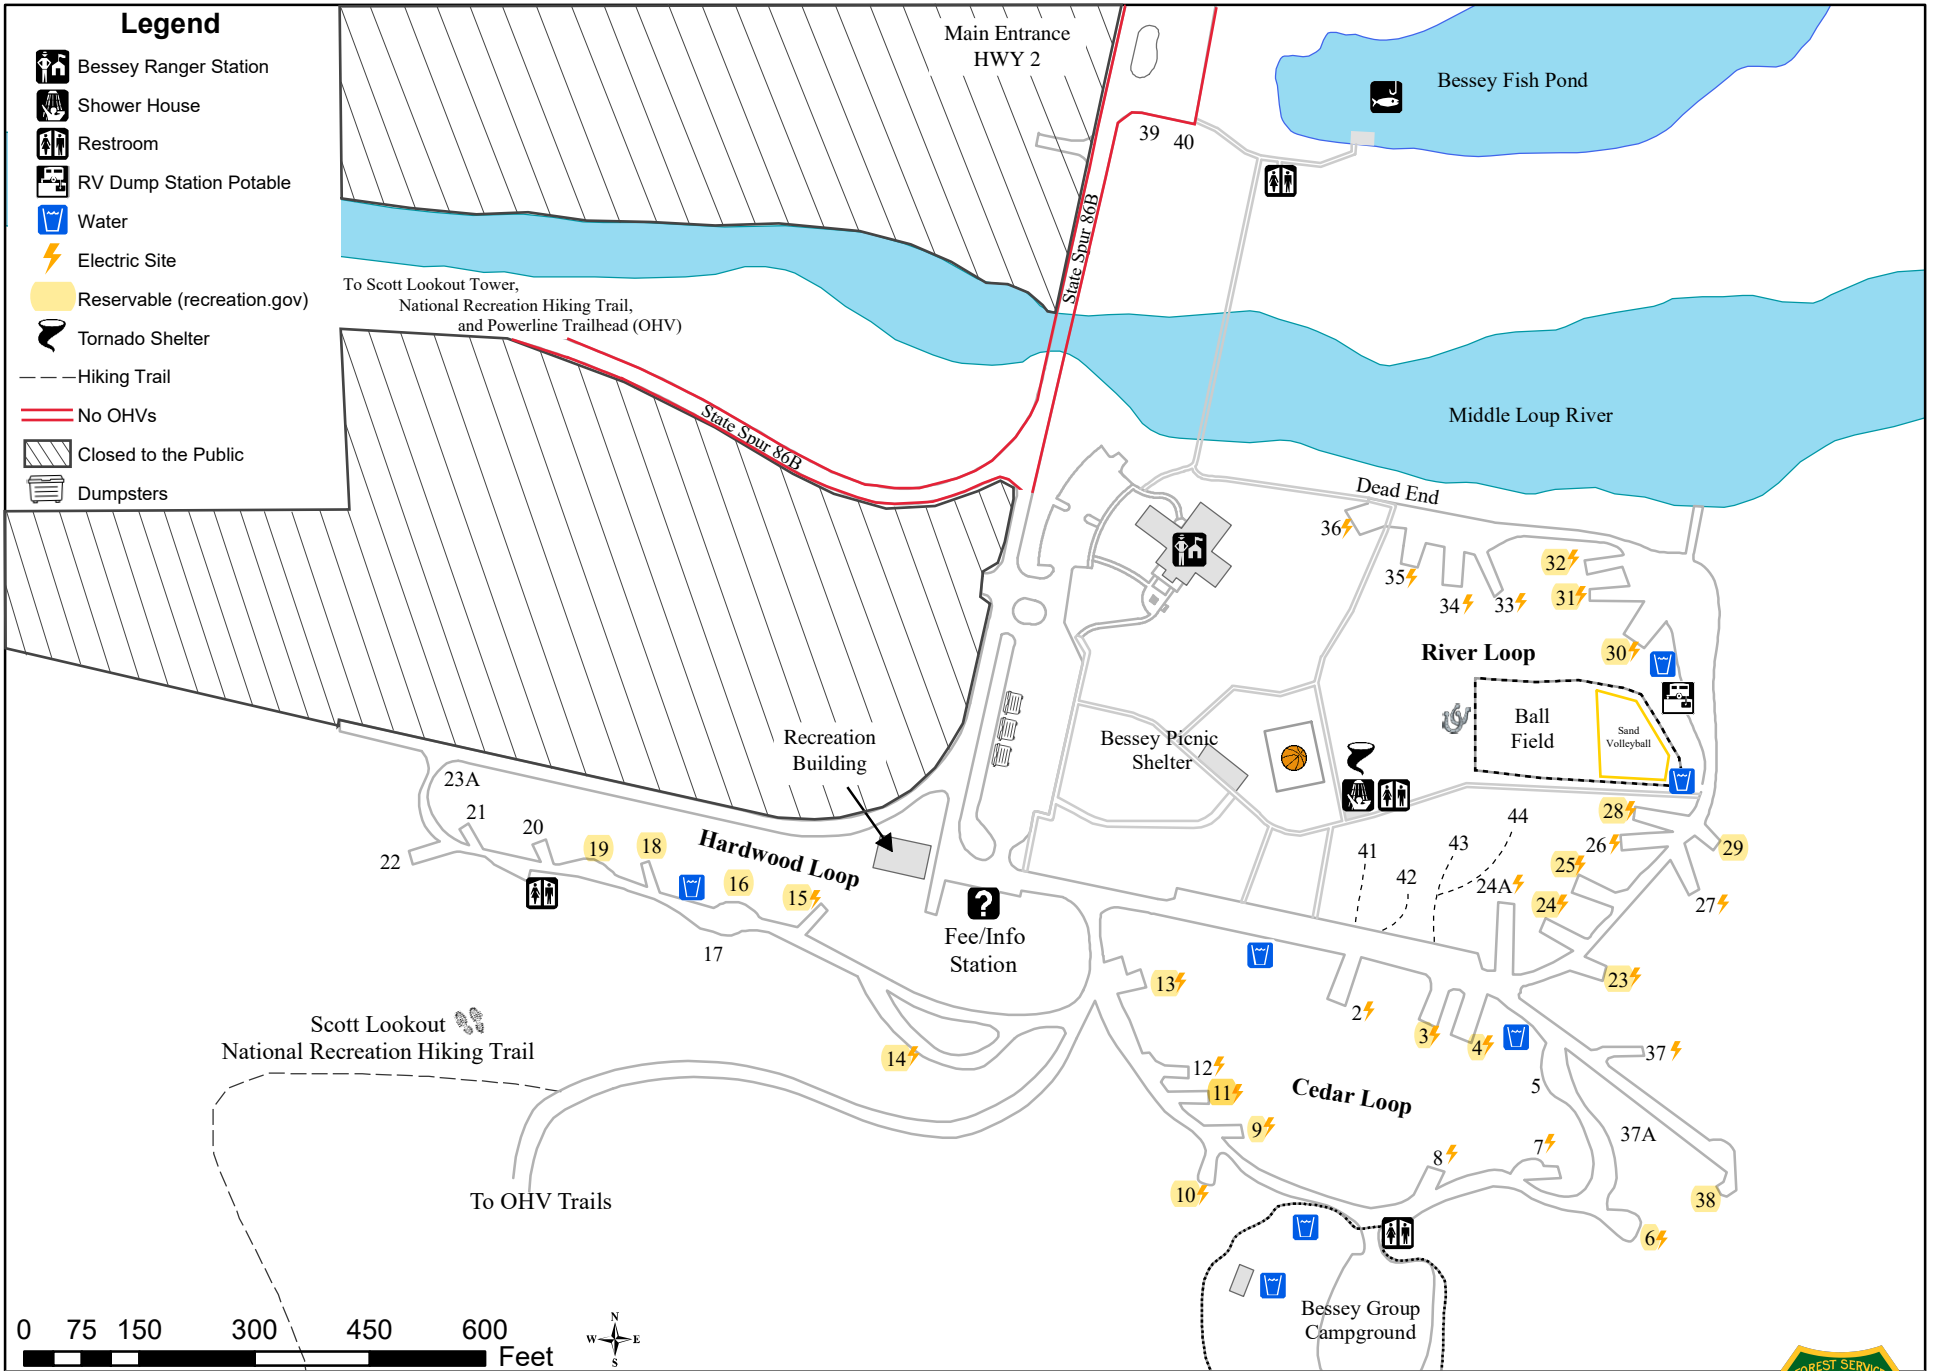 Legend
Bessey Ranger Station
Shower House
Restroom
RV Dump Station Potable
Water
Electric Site
Reservable (recreation.gov)
Tornado Shelter
Hiking Trail
No OHVs
Closed to the Public
Dumpsters
Main Entrance
HWY 2
Bessey Fish Pond
39
40
State Spur 86B
To Scott Lookout Tower,
National Recreation Hiking Trail,
and Powerline Trailhead (OHV)
State Spur 86B
Middle Loup River
Dead End
36
35
34
33
32
31
30
River Loop
Ball
Field
Sand
Volleyball
Recreation
Building
Bessey Picnic
Shelter
23A
21
20
22
19
18
Hardwood Loop
16
15
17
?
Fee/Info
Station
41
42
43
44
28
26
25
24A
24
29
27
23
13
2
3
4
37
5
14
12
11
Cedar Loop
9
37A
8
7
10
38
6
Scott Lookout
National Recreation Hiking Trail
To OHV Trails
Bessey Group
Campground
0 75 150 300 450 600
Feet
N
W E
S
FOREST SERVICE